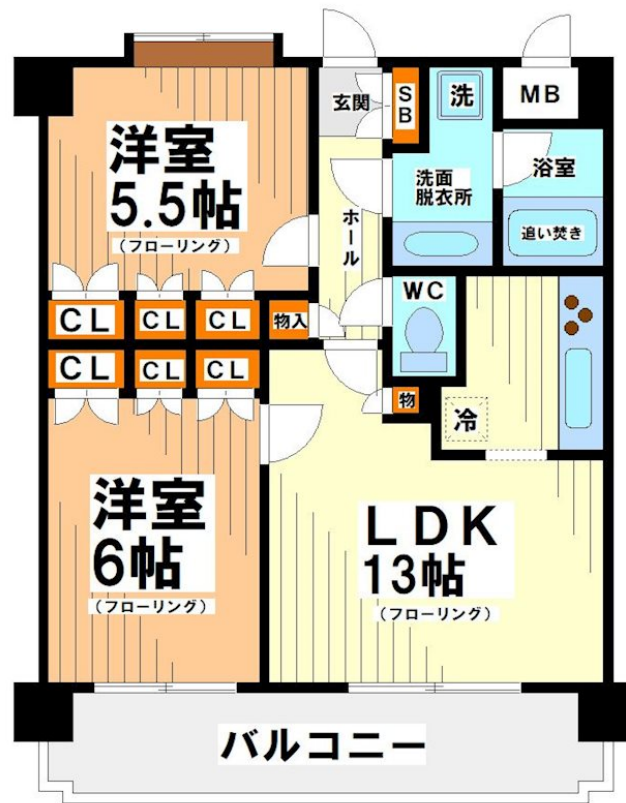 玄関
SB
洗
MB
洋室
5.5帖
(フローリング)
ホール
洗面
脱衣所
浴室
追い焚き
WC
CL
CL
CL
物入
CL
CL
CL
物
冷
洋室
6帖
(フローリング)
LDK
13帖
(フローリング)
バルコニー